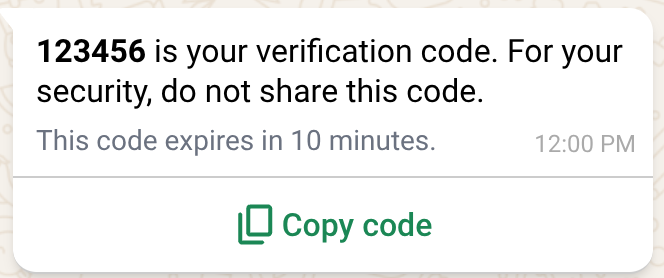 123456 is your verification code. For your
security, do not share this code.
This code expires in 10 minutes.
12:00 PM
Copy code